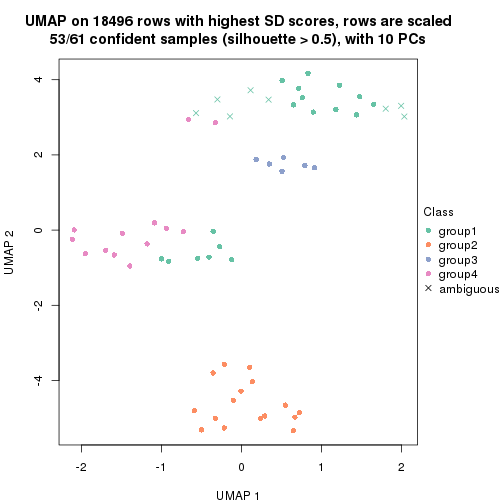 UMAP on 18496 rows with highest SD scores, rows are scaled
53/61 confident samples (silhouette > 0.5), with 10 PCs
4
2
0
-2
-4
UMAP 2
-2
-1
0
1
2
UMAP 1
Class
group1
group2
group3
group4
ambiguous